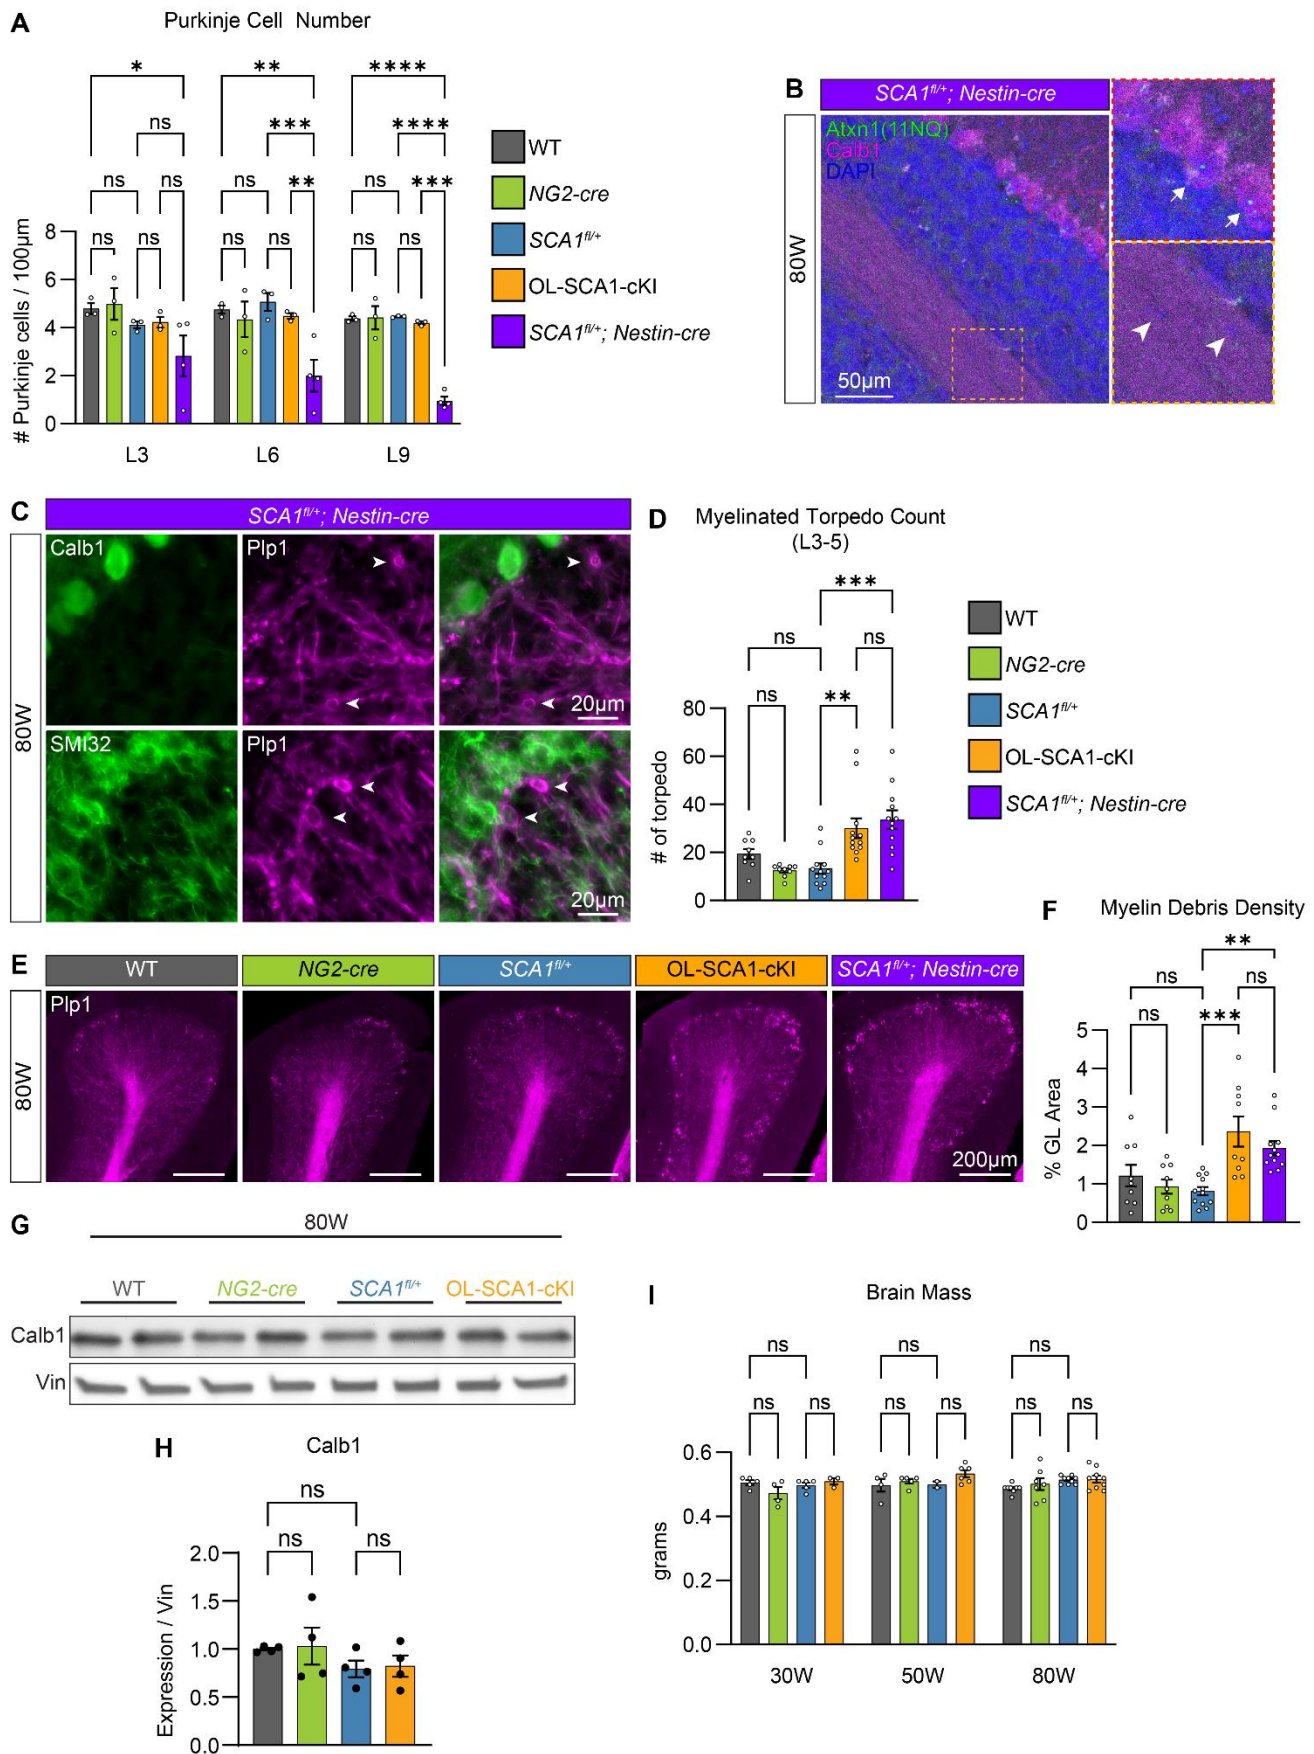 A
Purkinje Cell Number
*
**
****
ns
***
****
ns
ns
ns
**
ns
***
ns
ns
ns
ns
ns
ns
# Purkinje cells / 100µm
8
6
4
2
0
L3
L6
L9
WT
NG2-cre
SCA1fl/+
OL-SCA1-cKI
SCA1fl/+; Nestin-cre
B
SCA1fl/+; Nestin-cre
80W
Atxn1(11NQ)
Calb1
DAPI
50µm
C
SCA1fl/+; Nestin-cre
80W
Calb1
Plp1
20µm
SMI32
Plp1
20µm
D
Myelinated Torpedo Count
(L3-5)
***
ns
ns
ns
**
# of torpedo
80
60
40
20
0
WT
NG2-cre
SCA1fl/+
OL-SCA1-cKI
SCA1fl/+; Nestin-cre
E
WT
NG2-cre
SCA1fl/+
OL-SCA1-cKI
SCA1fl/+; Nestin-cre
80W
Plp1
200µm
F
Myelin Debris Density
**
ns
ns
ns
***
% GL Area
5
4
3
2
1
0
G
80W
WT
NG2-cre
SCA1fl/+
OL-SCA1-cKI
Calb1
Vin
H
Calb1
ns
ns
ns
Expression / Vin
2.0
1.5
1.0
0.5
0.0
I
Brain Mass
ns
ns
ns
ns
ns
ns
ns
ns
ns
grams
0.6
0.4
0.2
0.0
30W
50W
80W